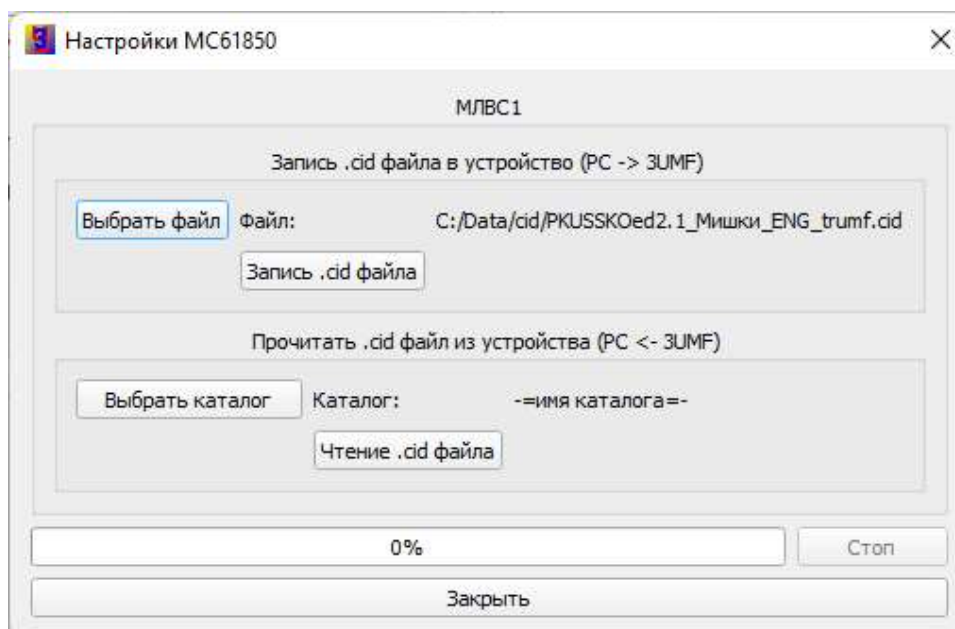 Настройки МС61850
МЛВС1
Запись .cid файла в устройство (PC -> 3UMF)
Выбрать файл Файл: C:/Data/cid/PKUSSKOed2.1_Мишки_ENG_trumf.cid
Запись .cid файла
Прочитать .cid файл из устройства (PC <- 3UMF)
Выбрать каталог Каталог: -=имя каталога=-
Чтение .cid файла
0% Стоп
Закрыть